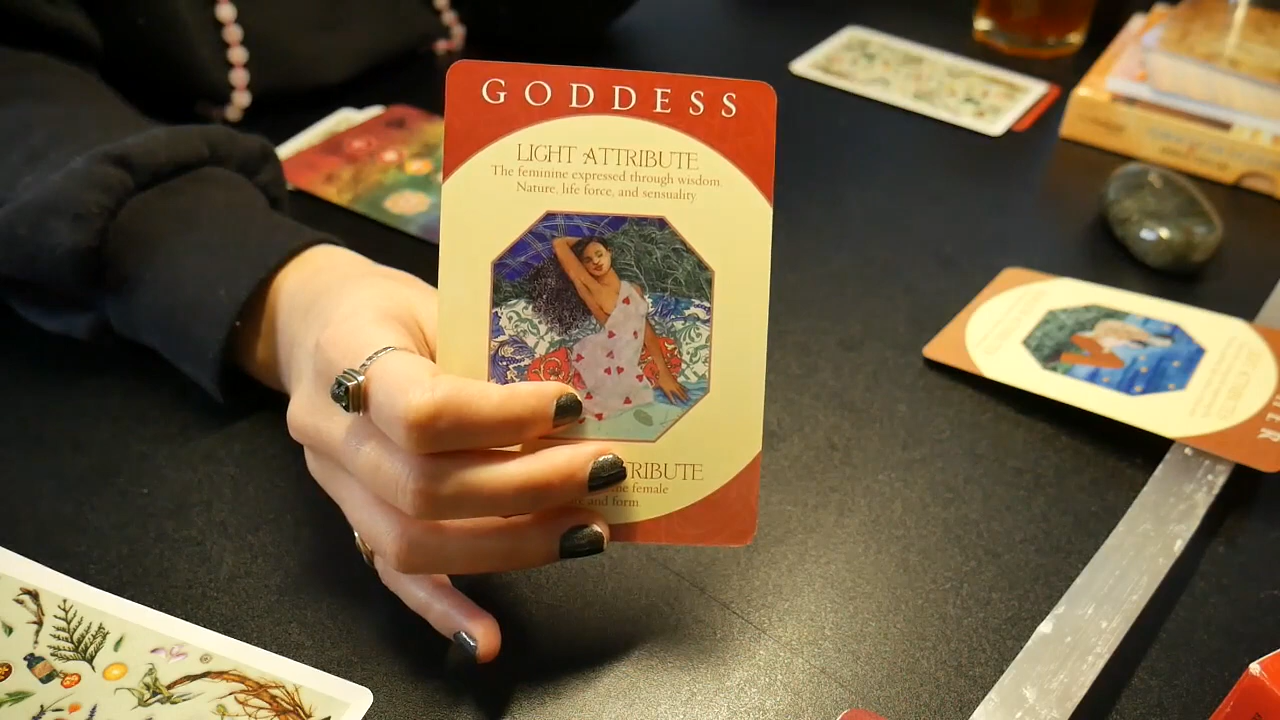 GODDESS
LIGHT ATTRIBUTE
The feminine expressed through wisdom,
Nature, life force, and sensuality.
TRIBUTE
the female
and form